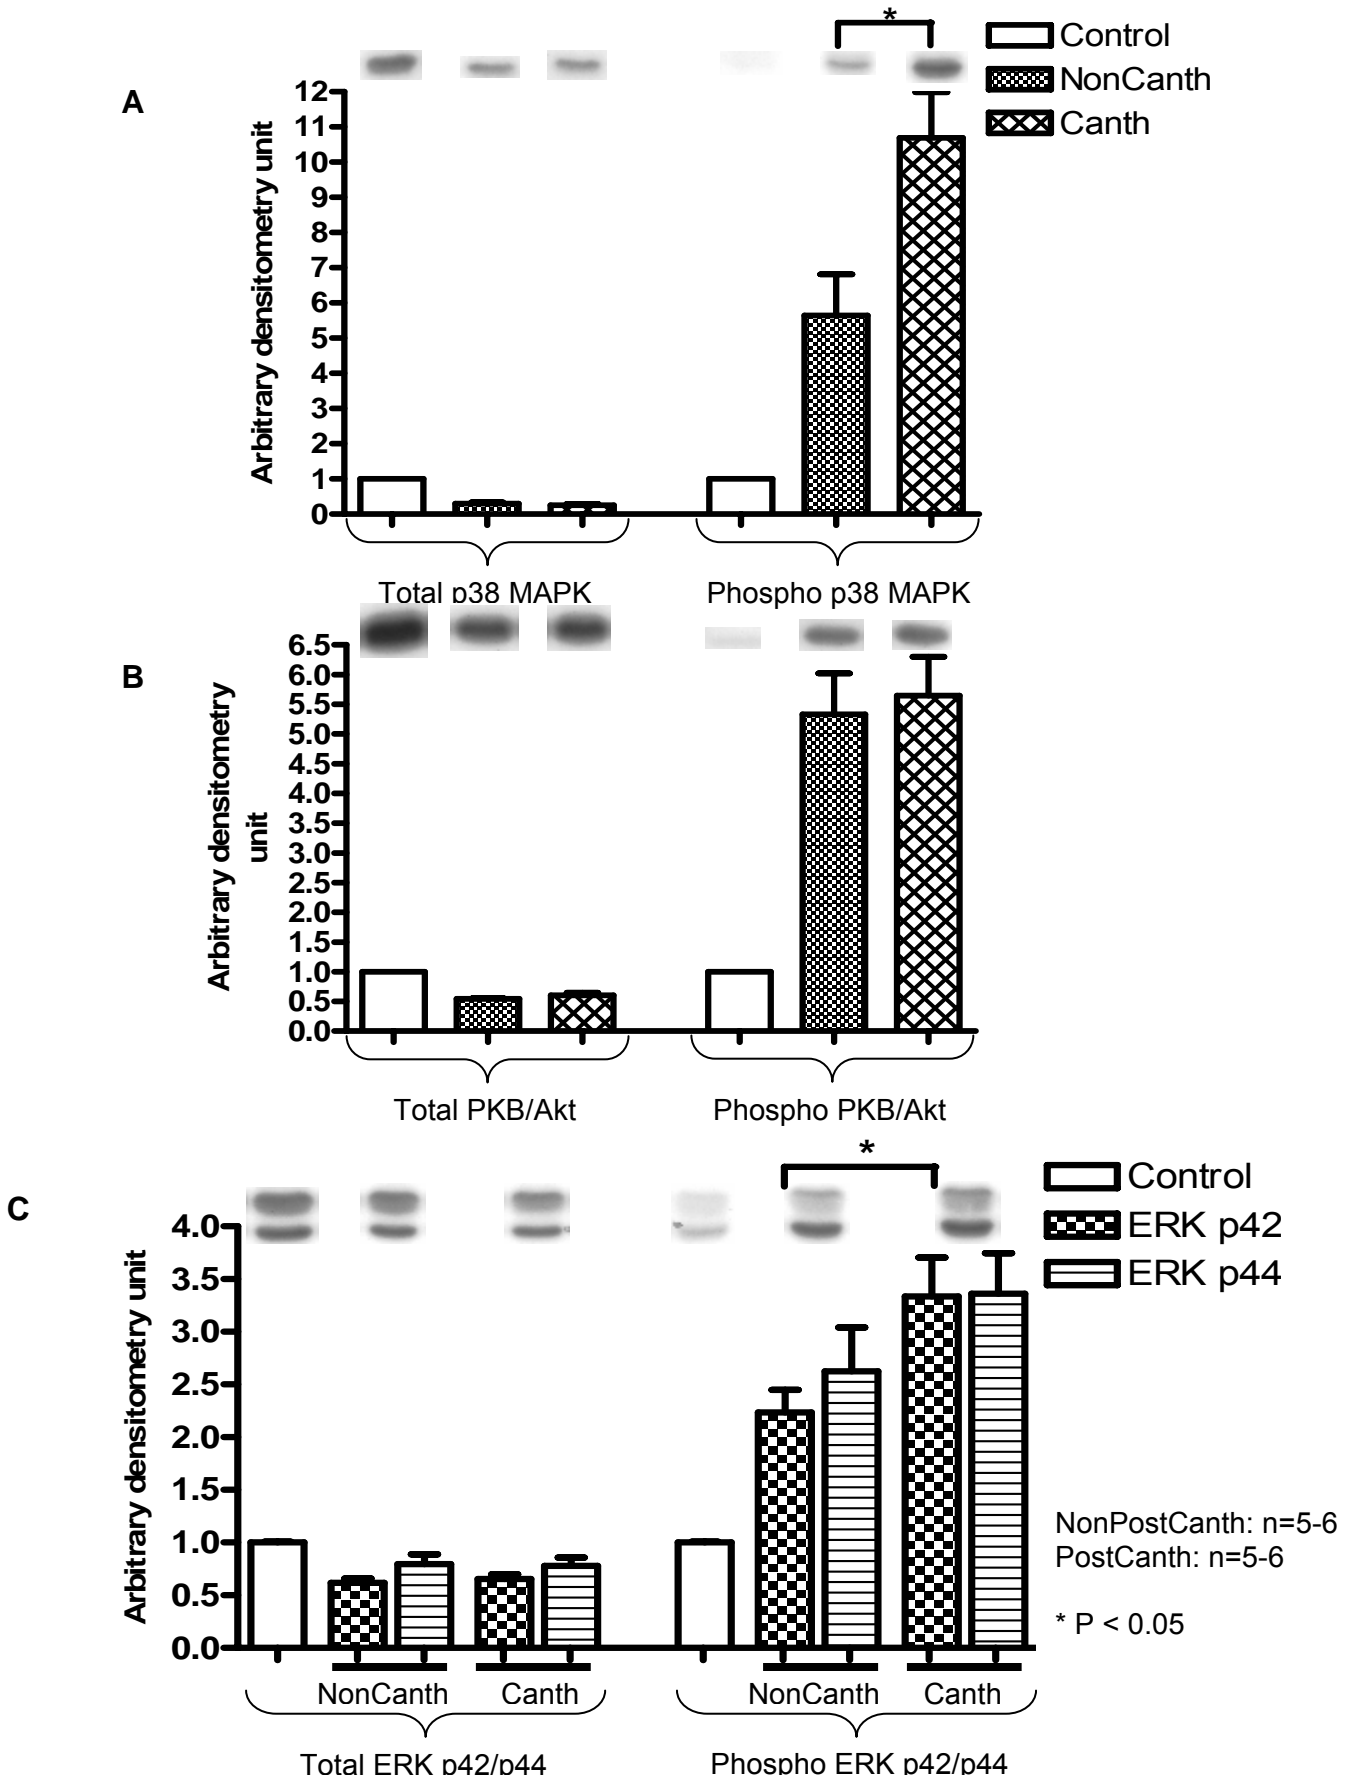 *
Control
NonCanth
Canth
A
Arbitrary densitometry unit
12
11
10
9
8
7
6
5
4
3
2
1
0
Total p38 MAPK
Phospho p38 MAPK
B
Arbitrary densitometry
unit
6.5
6.0
5.5
5.0
4.5
4.0
3.5
3.0
2.5
2.0
1.5
1.0
0.5
0.0
Total PKB/Akt
Phospho PKB/Akt
*
Control
ERK p42
ERK p44
C
Arbitrary densitometry unit
4.0
3.5
3.0
2.5
2.0
1.5
1.0
0.5
0.0
NonPostCanth: n=5-6
PostCanth: n=5-6
* P < 0.05
NonCanth
Canth
NonCanth
Canth
Total ERK p42/p44
Phospho ERK p42/p44